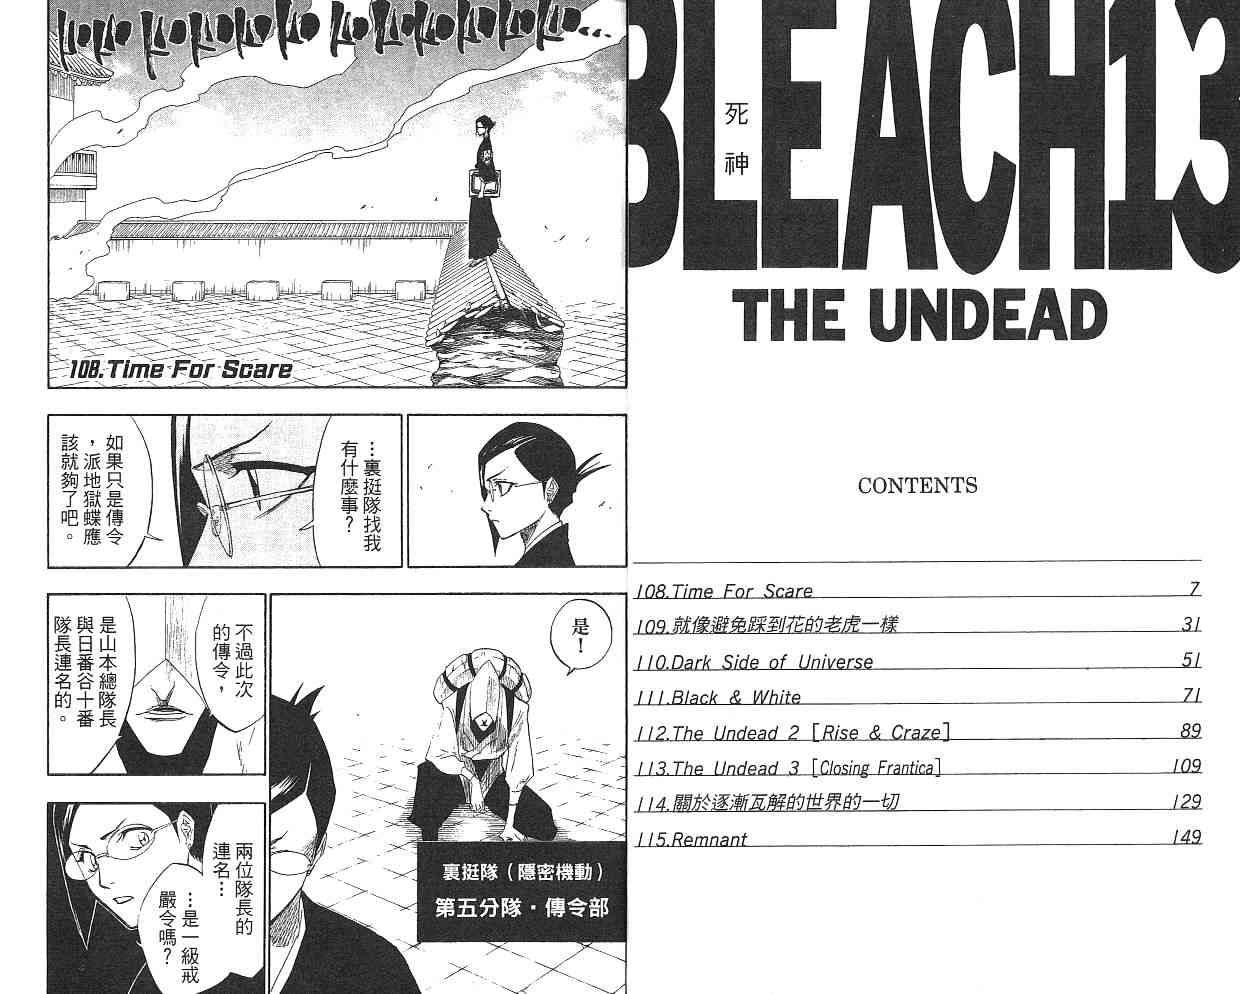 BLEACH13
死神
THE UNDEAD
CONTENTS
108.Time For Scare 7
109.就像避免踩到花的老虎一樣 31
110.Dark Side of Universe 51
111.Black & White 71
112.The Undead 2 [Rise & Craze] 89
113.The Undead 3 [Closing Frantica] 109
114.關於逐漸瓦解的世界的一切 129
115.Remnant 149
108.Time For Scare
…裏挺隊找我
有什麼事?
如果只是傳令
，派地獄蝶應
該就夠了吧。
是!
裏挺隊（隱密機動）
第五分隊・傳令部
不過此次
的傳令，
是山本總隊長
與日番谷十番
隊長連名的。
兩位隊長的
連名…
…是一級戒
嚴令嗎?